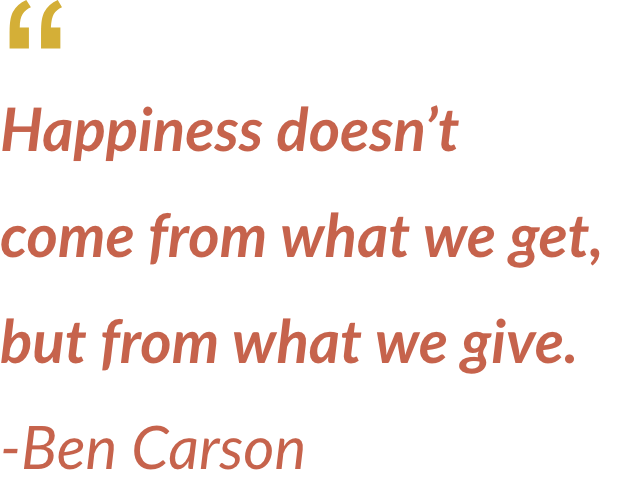 “
Happiness doesn’t
come from what we get,
but from what we give.
-Ben Carson